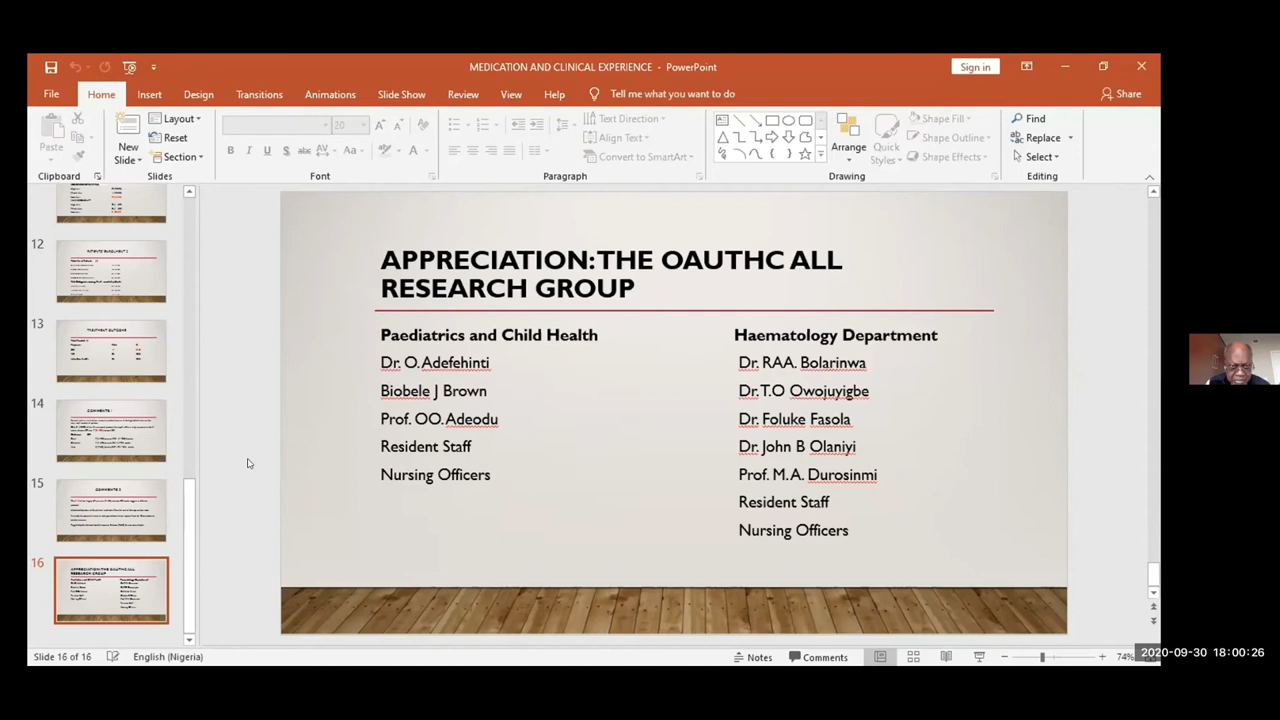 MEDICATION AND CLINICAL EXPERIENCE - PowerPoint
Sign in
File Home Insert Design Transitions Animations Slide Show Review View Help Tell me what you want to do Share
Paste
New Slide
Layout
Reset
Section
20
Text Direction
Align Text
Convert to SmartArt
Arrange
Quick Styles
Shape Fill
Shape Outline
Shape Effects
Find
Replace
Select
Clipboard Slides Font Paragraph Drawing Editing
12
13
14
15
16
APPRECIATION:THE OAUTHC ALL
RESEARCH GROUP
Paediatrics and Child Health
Dr. O. Adefehinti
Biobele J Brown
Prof. OO. Adeodu
Resident Staff
Nursing Officers
Haematology Department
Dr. RAA. Bolarinwa
Dr. T.O Owojuyigbe
Dr. Foluke Fasola
Dr. John B Olaniyi
Prof. M.A. Durosinmi
Resident Staff
Nursing Officers
Slide 16 of 16 English (Nigeria) Notes Comments 74%
2020-09-30 18:00:26